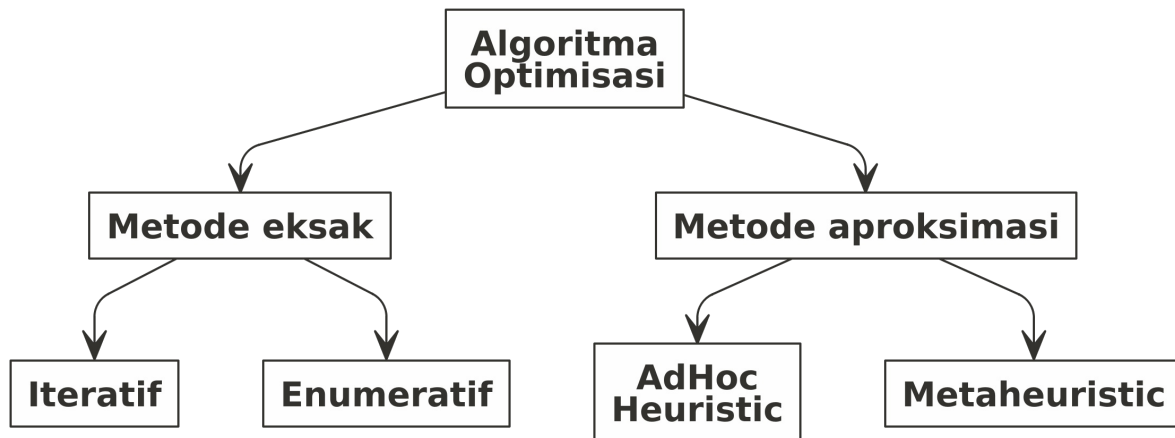 Algoritma
Optimisasi
Metode eksak
Metode aproksimasi
Iteratif
Enumeratif
AdHoc
Heuristic
Metaheuristic